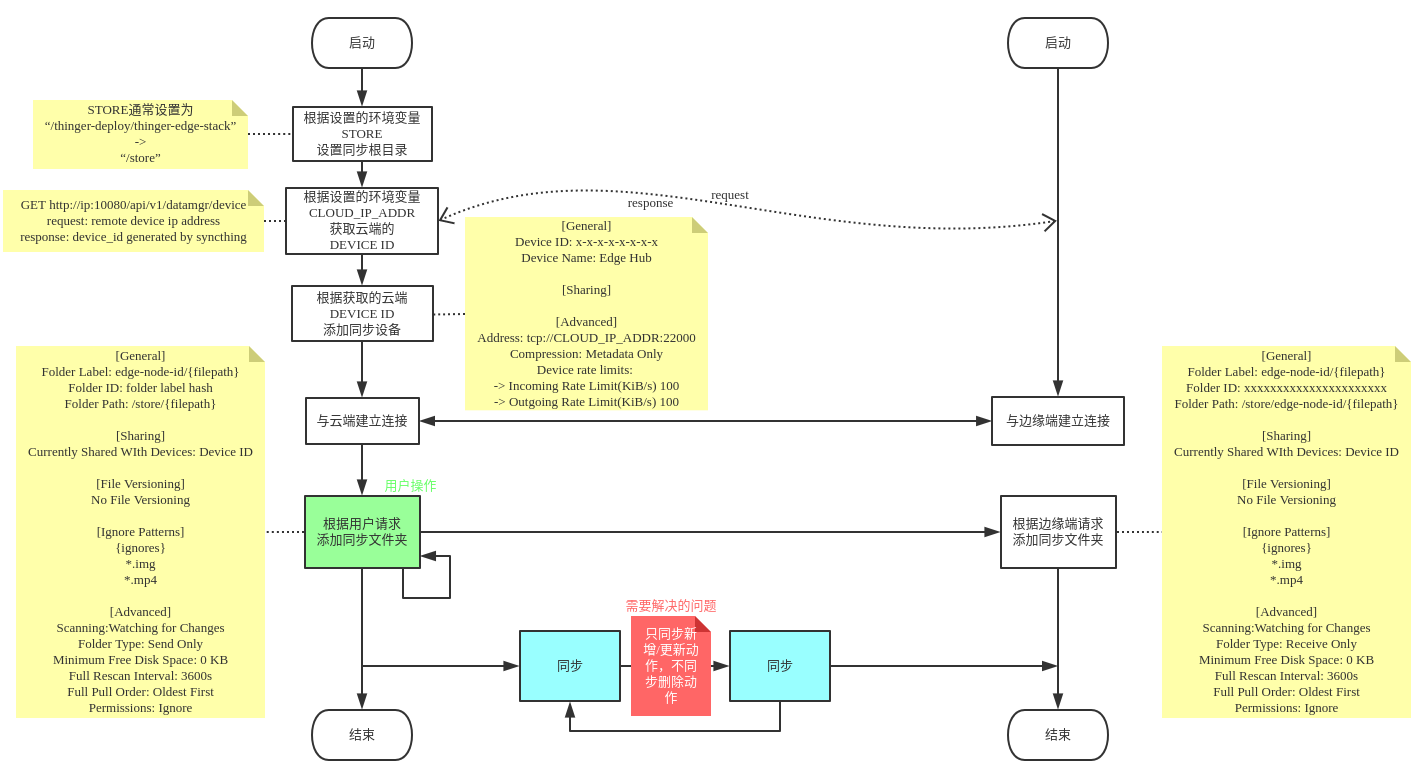 启动
启动
STORE通常设置为
“/thinger-deploy/thinger-edge-stack”
->
“/store”
根据设置的环境变量
STORE
设置同步根目录
GET http://ip:10080/api/v1/datamgr/device
request: remote device ip address
response: device_id generated by syncthing
根据设置的环境变量
CLOUD_IP_ADDR
获取云端的
DEVICE ID
response
request
根据获取的云端
DEVICE ID
添加同步设备
[General]
Device ID: x-x-x-x-x-x-x-x
Device Name: Edge Hub
[Sharing]
[Advanced]
Address: tcp://CLOUD_IP_ADDR:22000
Compression: Metadata Only
Device rate limits:
-> Incoming Rate Limit(KiB/s) 100
-> Outgoing Rate Limit(KiB/s) 100
[General]
Folder Label: edge-node-id/{filepath}
Folder ID: folder label hash
Folder Path: /store/{filepath}
[Sharing]
Currently Shared WIth Devices: Device ID
[File Versioning]
No File Versioning
[Ignore Patterns]
{ignores}
*.img
*.mp4
[Advanced]
Scanning:Watching for Changes
Folder Type: Send Only
Minimum Free Disk Space: 0 KB
Full Rescan Interval: 3600s
Full Pull Order: Oldest First
Permissions: Ignore
与云端建立连接
与边缘端建立连接
用户操作
根据用户请求
添加同步文件夹
根据边缘端请求
添加同步文件夹
[General]
Folder Label: edge-node-id/{filepath}
Folder ID: xxxxxxxxxxxxxxxxxxxxxx
Folder Path: /store/edge-node-id/{filepath}
[Sharing]
Currently Shared WIth Devices: Device ID
[File Versioning]
No File Versioning
[Ignore Patterns]
{ignores}
*.img
*.mp4
[Advanced]
Scanning:Watching for Changes
Folder Type: Receive Only
Minimum Free Disk Space: 0 KB
Full Rescan Interval: 3600s
Full Pull Order: Oldest First
Permissions: Ignore
需要解决的问题
同步
只同步新
增/更新动
作，不同
步删除动
作
同步
结束
结束